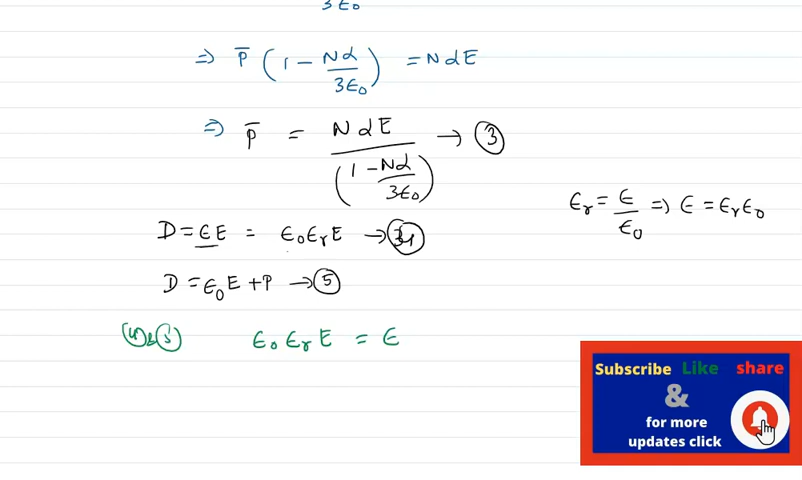 3ε₀
⇒ P̄ (1 - Nα/3ε₀) = NαE
⇒ P̄ = NαE/(1 - Nα/3ε₀) → ③
εᵣ = ε/ε₀ ⇒ ε = εᵣε₀
D = εE = ε₀εᵣE → ④
D = ε₀E + P → ⑤
④ & ⑤ ε₀εᵣE = ε
Subscribe Like share
&
for more
updates click